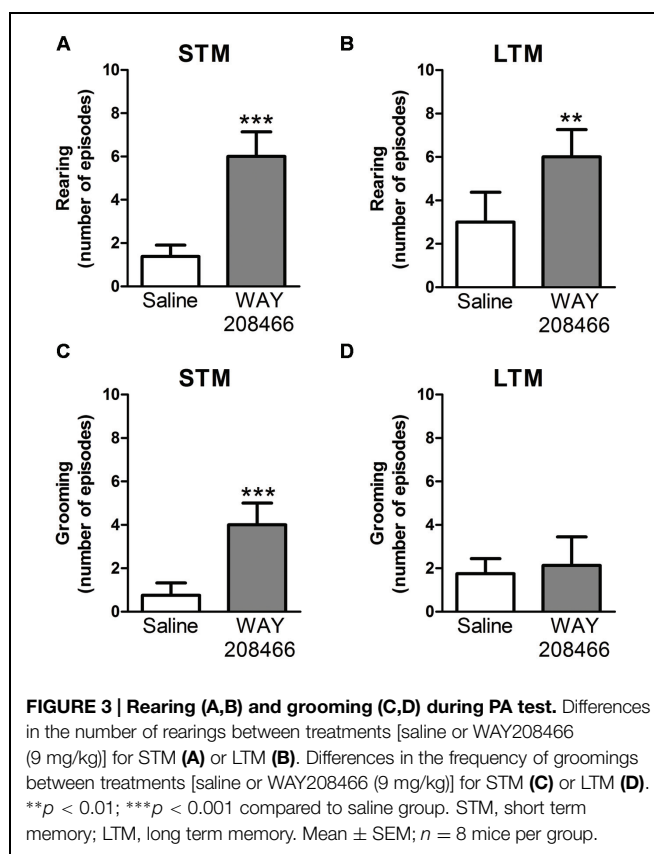 A
STM
Rearing
(number of episodes)
10
8
6
4
2
0
***
Saline
WAY
208466
B
LTM
Rearing
(number of episodes)
10
8
6
4
2
0
**
Saline
WAY
208466
C
STM
Grooming
(number of episodes)
10
8
6
4
2
0
***
Saline
WAY
208466
D
LTM
Grooming
(number of episodes)
10
8
6
4
2
0
Saline
WAY
208466
FIGURE 3 | Rearing (A,B) and grooming (C,D) during PA test. Differences
in the number of rearings between treatments [saline or WAY208466
(9 mg/kg)] for STM (A) or LTM (B). Differences in the frequency of groomings
between treatments [saline or WAY208466 (9 mg/kg)] for STM (C) or LTM (D).
**p < 0.01; ***p < 0.001 compared to saline group. STM, short term
memory; LTM, long term memory. Mean ± SEM; n = 8 mice per group.